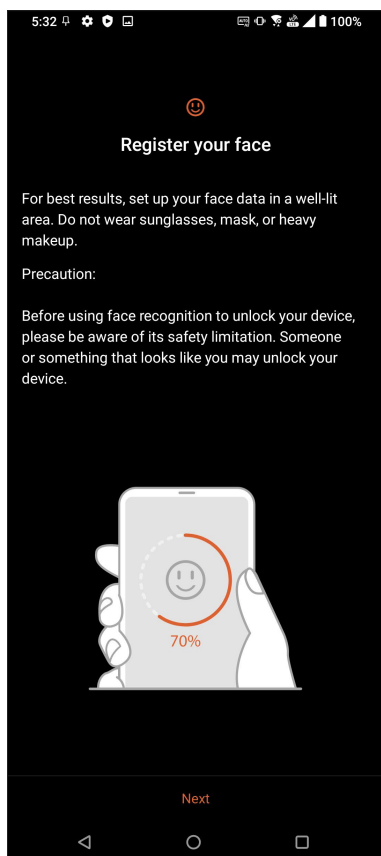 5:32
100%
Register your face
For best results, set up your face data in a well-lit
area. Do not wear sunglasses, mask, or heavy
makeup.
Precaution:
Before using face recognition to unlock your device,
please be aware of its safety limitation. Someone
or something that looks like you may unlock your
device.
70%
Next